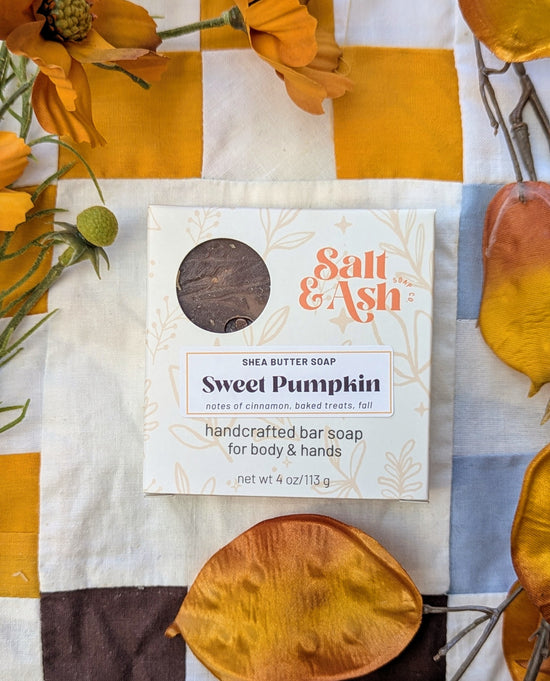 Salt
& Ash
SOAP CO
SHEA BUTTER SOAP
Sweet Pumpkin
notes of cinnamon, baked treats, fall
handcrafted bar soap
for body & hands
net wt 4 oz/113 g